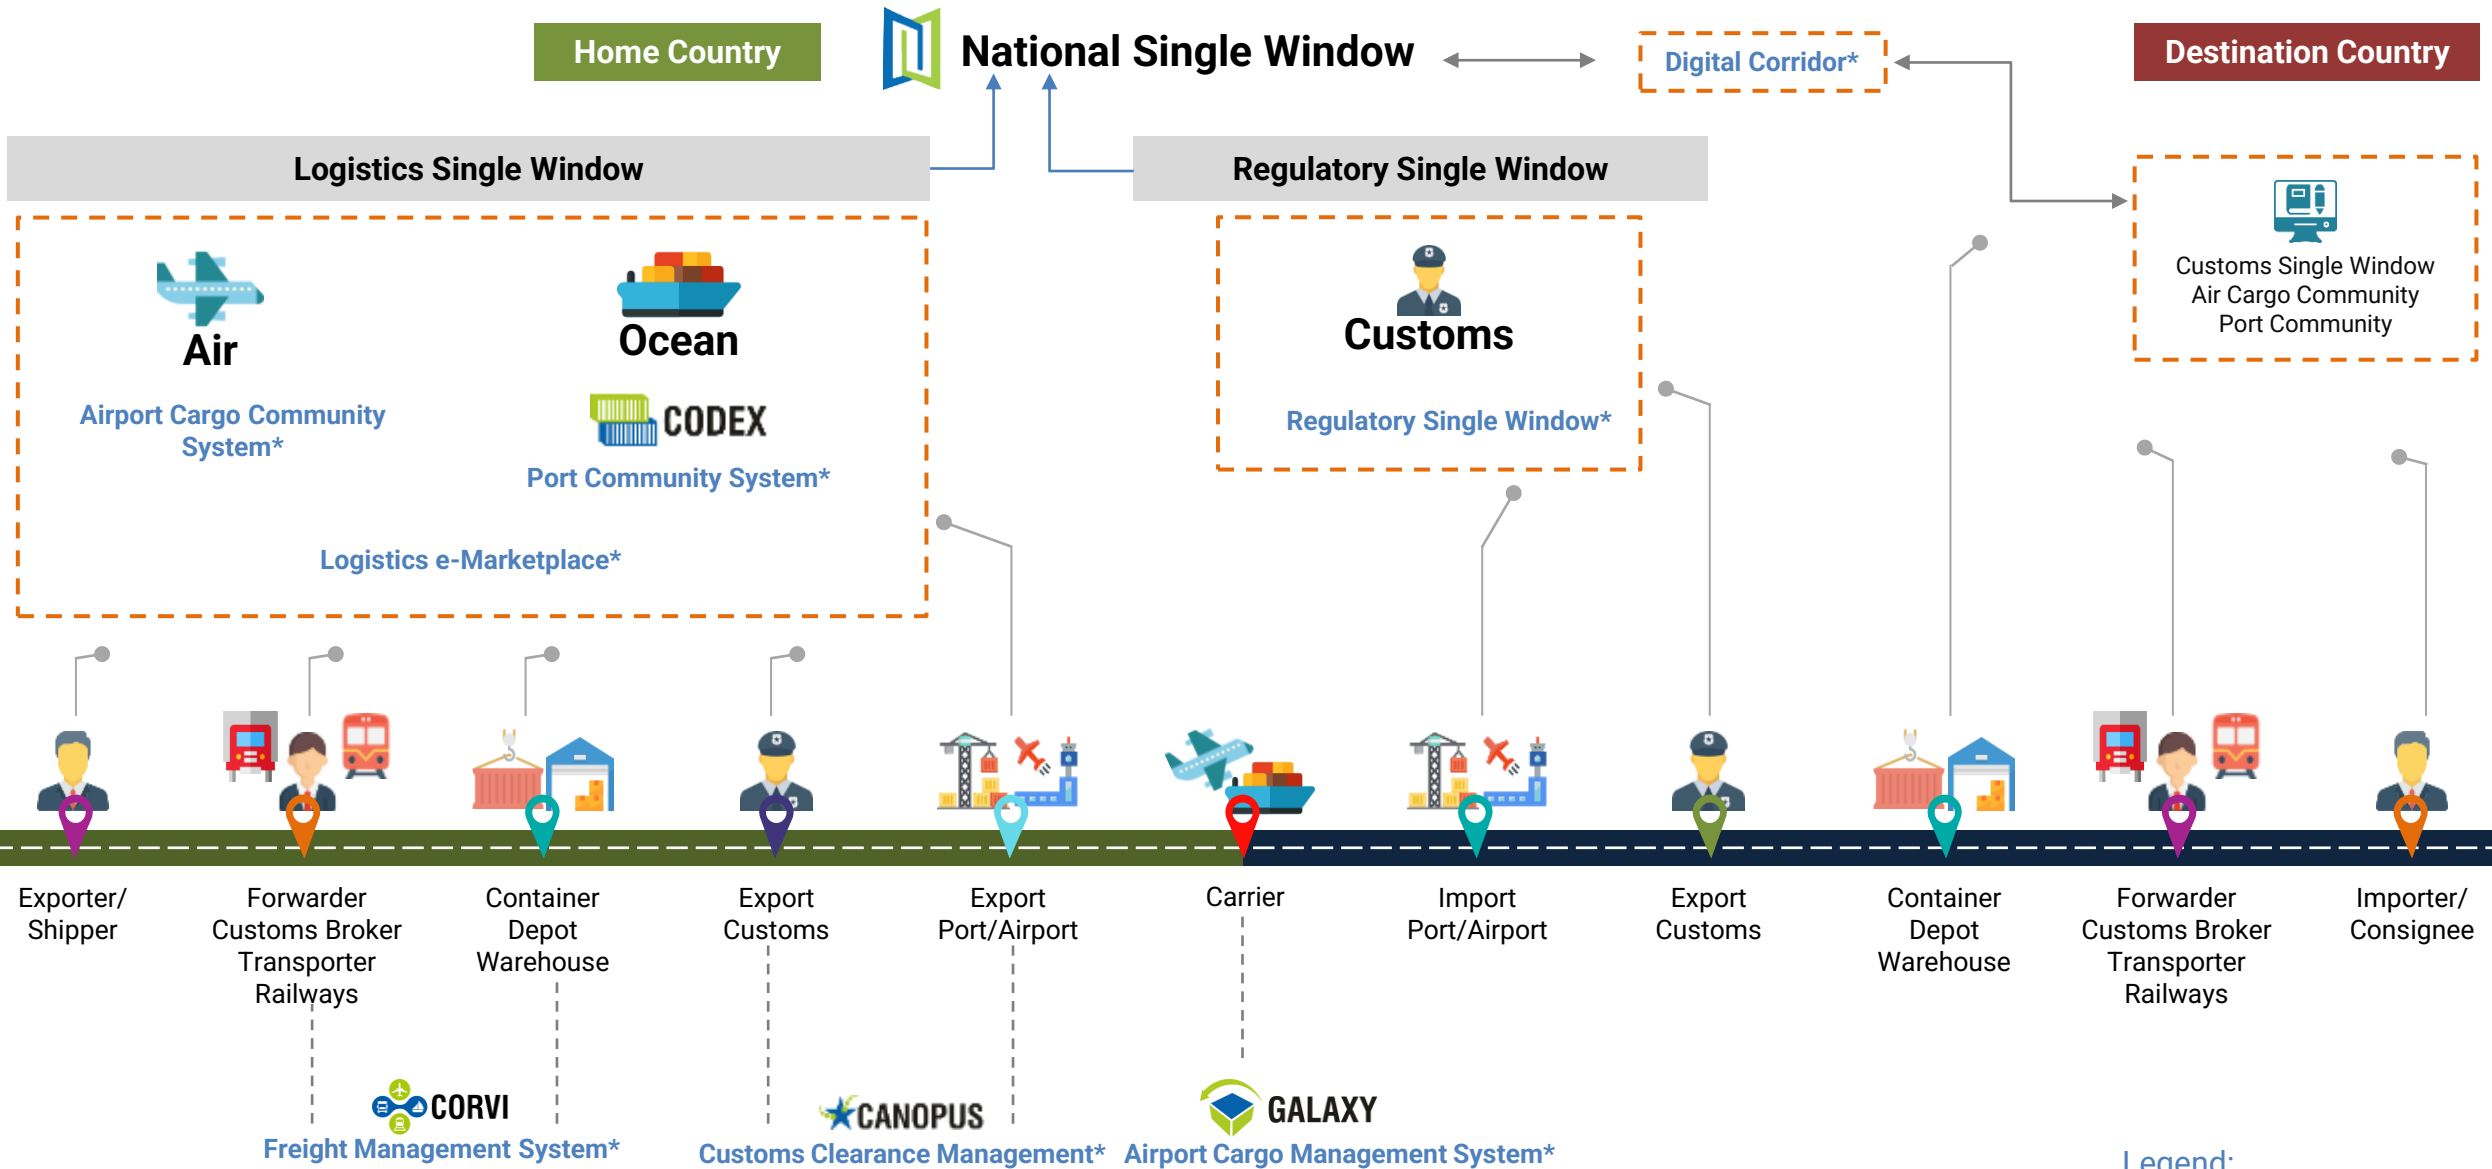 Home Country
National Single Window
Digital Corridor*
Destination Country
Logistics Single Window
Regulatory Single Window
Air
Airport Cargo Community
System*
Ocean
CODEX
Port Community System*
Logistics e-Marketplace*
Customs
Regulatory Single Window*
Customs Single Window
Air Cargo Community
Port Community
Exporter/
Shipper
Forwarder
Customs Broker
Transporter
Railways
Container
Depot
Warehouse
Export
Customs
Export
Port/Airport
Carrier
Import
Port/Airport
Export
Customs
Container
Depot
Warehouse
Forwarder
Customs Broker
Transporter
Railways
Importer/
Consignee
CORVI
Freight Management System*
CANOPUS
Customs Clearance Management*
GALAXY
Airport Cargo Management System*
Legend: